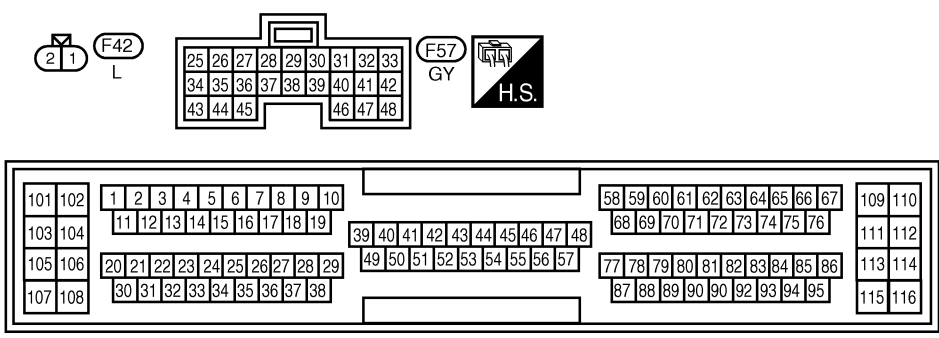 2 1 F42 L
25 26 27 28 29 30 31 32 33 F57
34 35 36 37 38 39 40 41 42 GY
43 44 45 46 47 48 H.S.
101 102 1 2 3 4 5 6 7 8 9 10 58 59 60 61 62 63 64 65 66 67 109 110
11 12 13 14 15 16 17 18 19 68 69 70 71 72 73 74 75 76
103 104 39 40 41 42 43 44 45 46 47 48 111 112
49 50 51 52 53 54 55 56 57
105 106 20 21 22 23 24 25 26 27 28 29 77 78 79 80 81 82 83 84 85 86 113 114
30 31 32 33 34 35 36 37 38 87 88 89 90 90 92 93 94 95
107 108 115 116